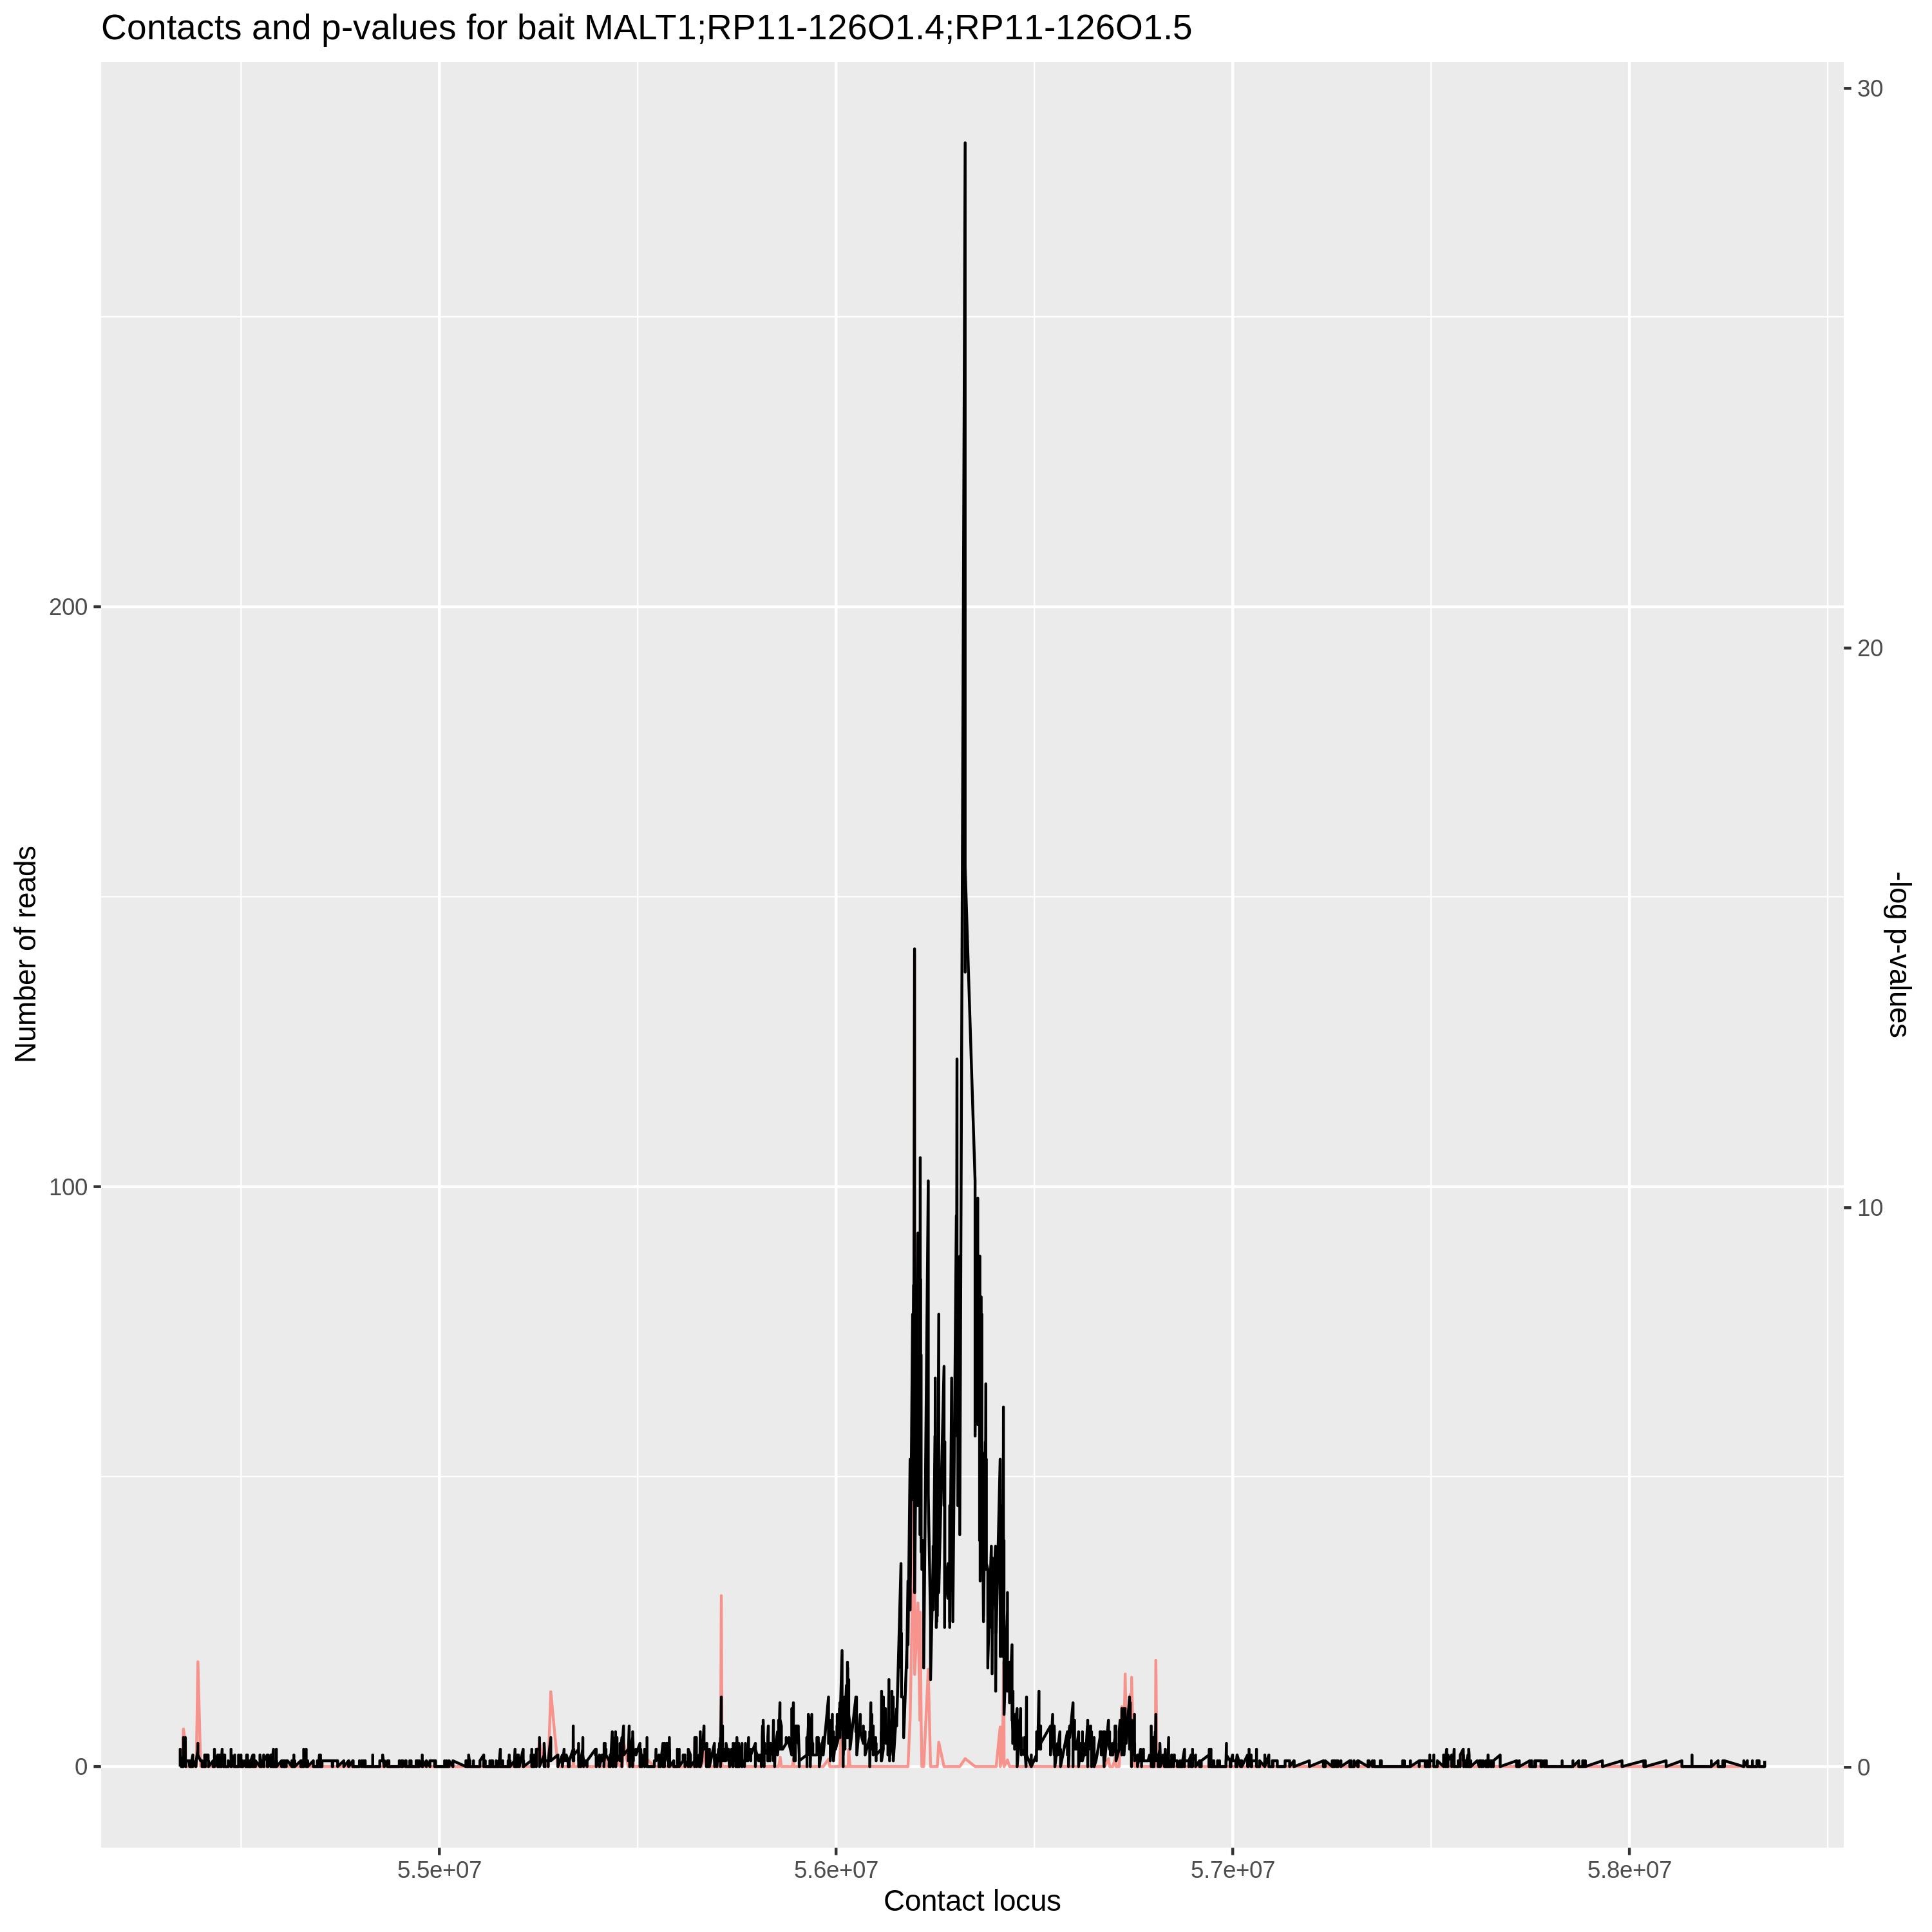 Contacts and p-values for bait MALT1;RP11-126O1.4;RP11-126O1.5
30
200
20
Number of reads
-log p-values
100
10
0
0
5.5e+07
5.6e+07
5.7e+07
5.8e+07
Contact locus